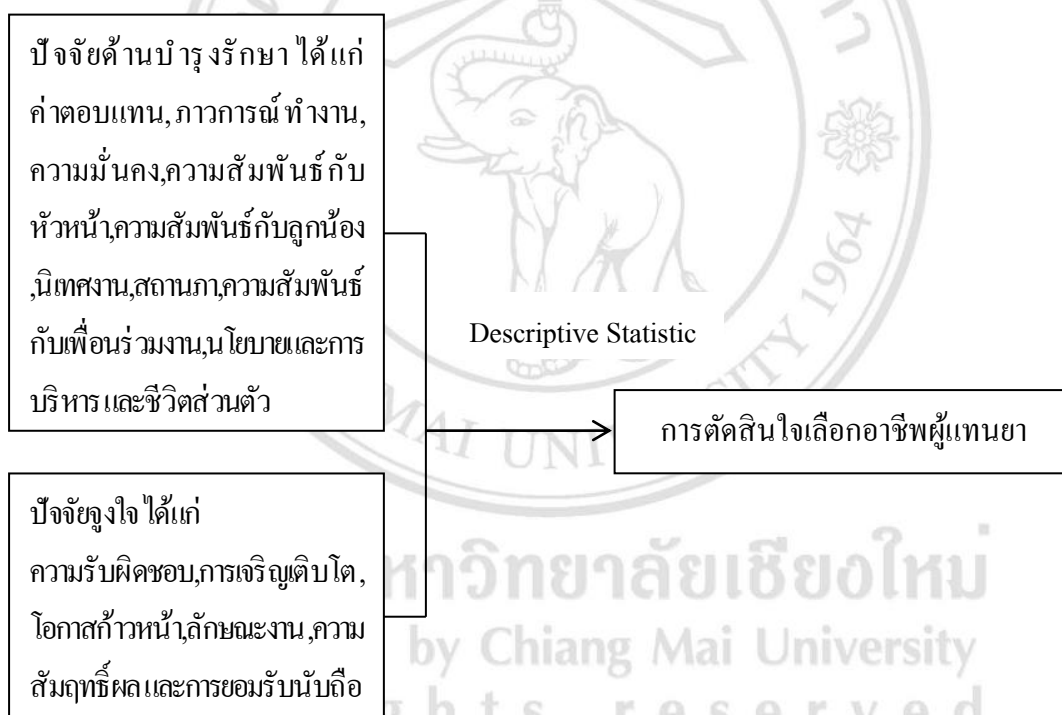 ปัจจัยด้านบำรุงรักษา ได้แก่
ค่าตอบแทน, ภาวการณ์ทำงาน,
ความมั่นคง,ความสัมพันธ์กับ
หัวหน้า,ความสัมพันธ์กับลูกน้อง
,นิเทศงาน,สถานภา,ความสัมพันธ์
กับเพื่อนร่วมงาน,นโยบายและการ
บริหาร และชีวิตส่วนตัว
Descriptive Statistic
การตัดสินใจเลือกอาชีพผู้แทนยา
ปัจจัยจูงใจ ได้แก่
ความรับผิดชอบ,การเจริญเติบโต,
โอกาสก้าวหน้า,ลักษณะงาน,ความ
สัมฤทธิ์ผล และการยอมรับนับถือ
MAI UNI SITY 1964
หาวิทยาลัยเชียงใหม่
by Chiang Mai University
ghts reserved